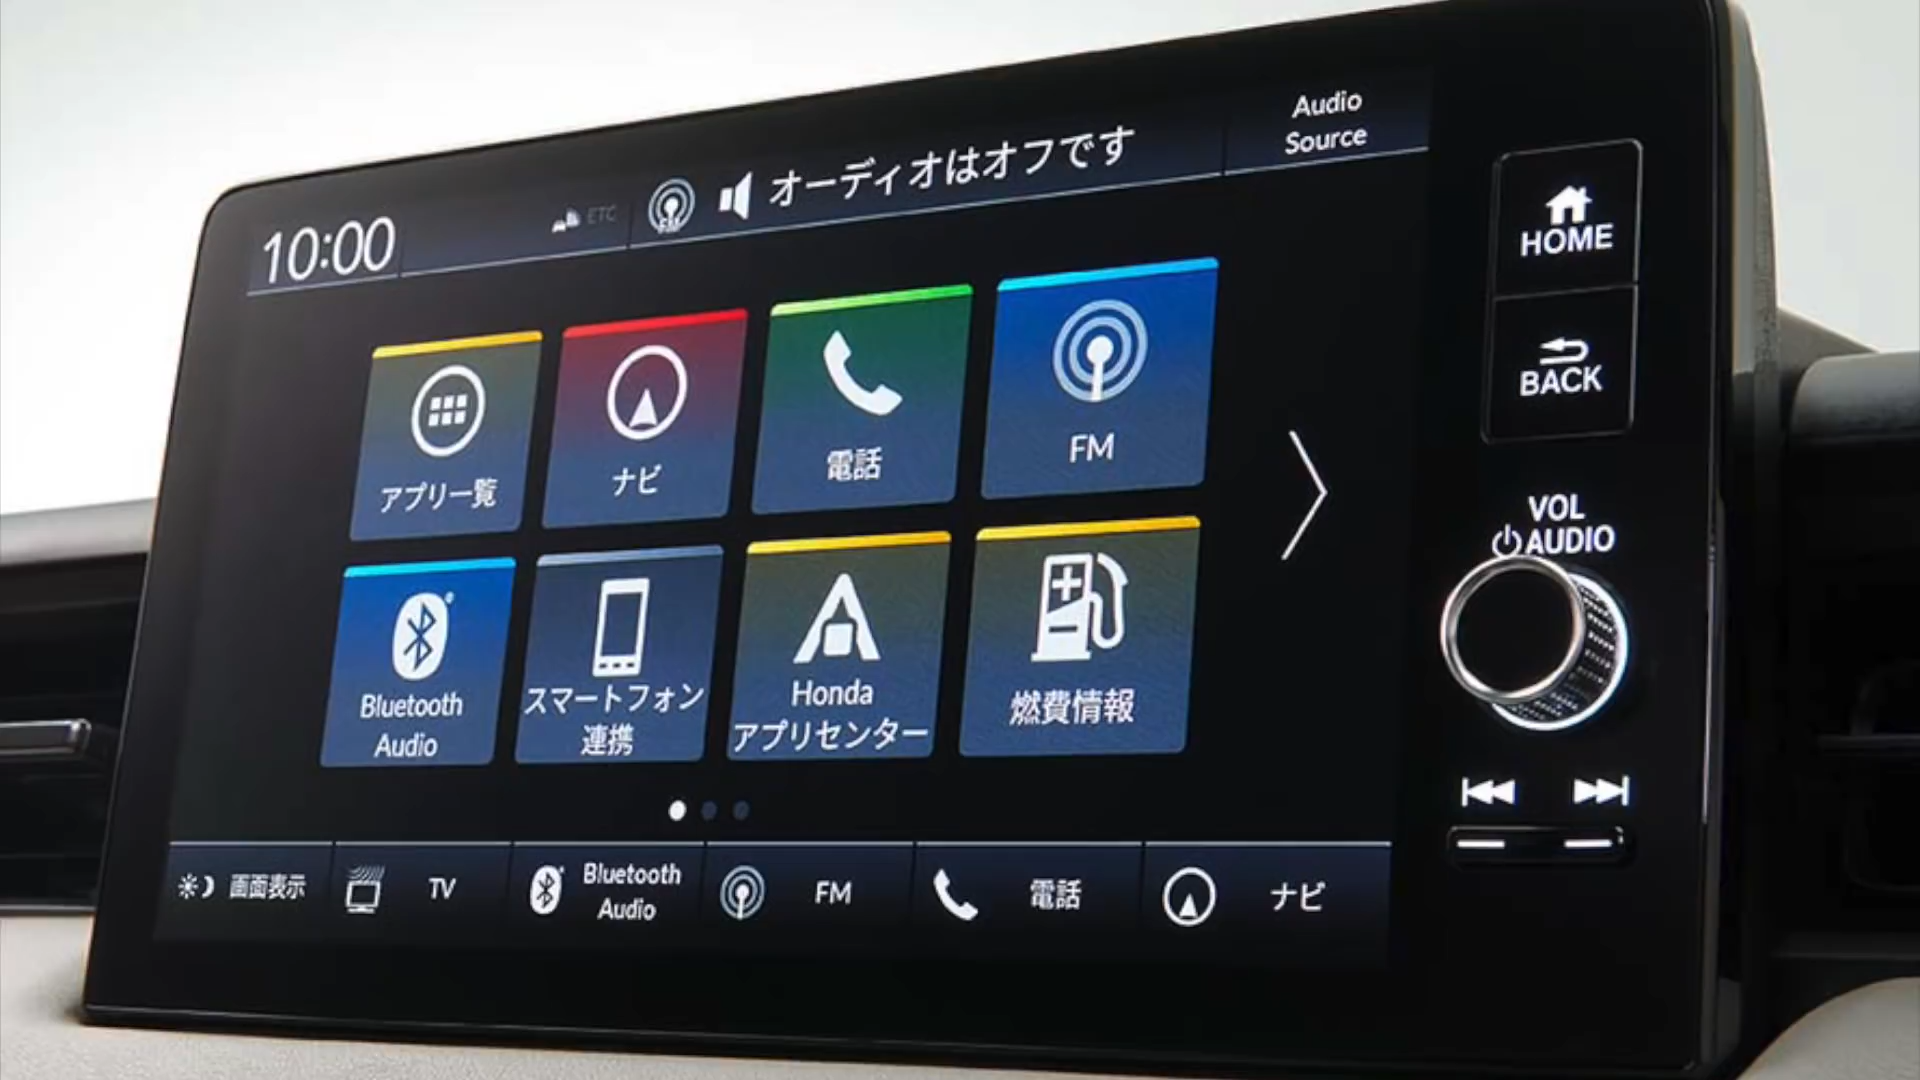 10:00
ETC
FM
オーディオはオフです
Audio
Source
HOME
BACK
アプリ一覧
ナビ
電話
FM
VOL
AUDIO
Bluetooth
Audio
スマートフォン
連携
Honda
アプリセンター
燃費情報
画面表示
TV
Bluetooth
Audio
FM
電話
ナビ